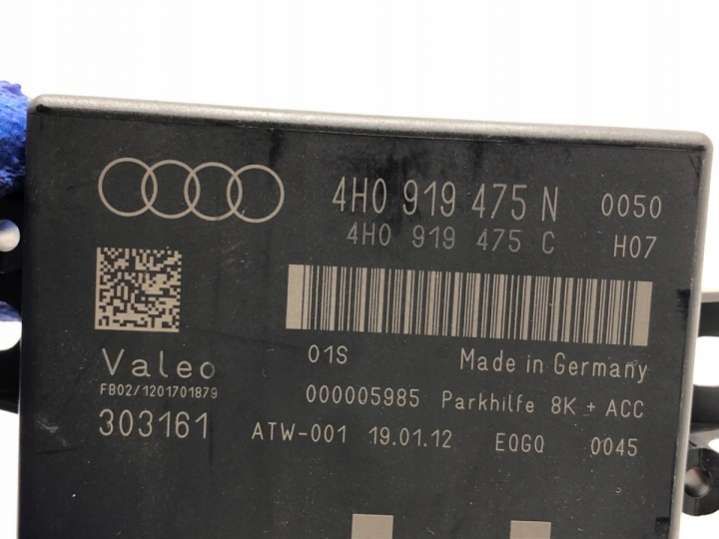 4H0 919 475 N 0050
4H0 919 475 C H07
01S Made in Germany
Valeo
FB02/1201701879
000005985 Parkhilfe 8K + ACC
303161
ATW-001 19.01.12 EQGQ 0045